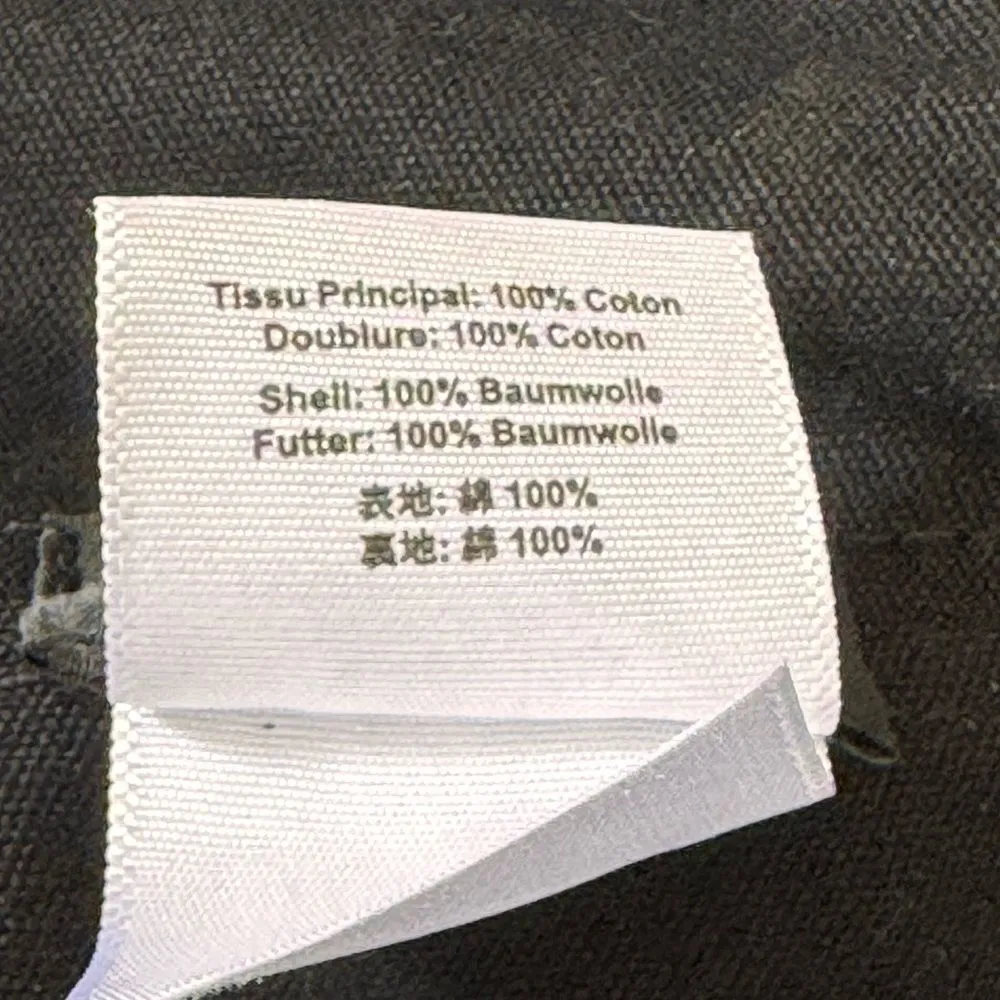 Tissu Principal: 100% Coton
Doublure: 100% Coton
Shell: 100% Baumwolle
Futter: 100% Baumwolle
表地: 綿 100%
裏地: 綿 100%